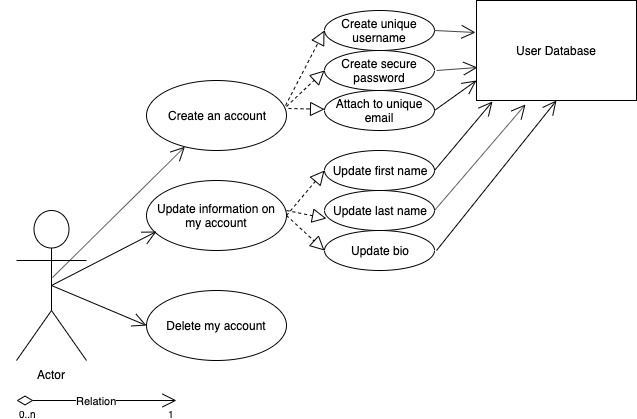 Create unique
username
User Database
Create secure
password
Create an account
Attach to unique
email
Update first name
Update information on
my account
Update last name
Update bio
Delete my account
Actor
Relation
0..n
1